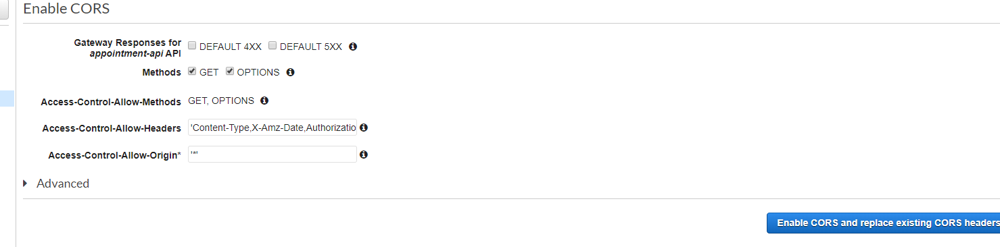 Enable CORS
Gateway Responses for
appointment-api API
DEFAULT 4XX DEFAULT 5XX
Methods GET OPTIONS
Access-Control-Allow-Methods GET, OPTIONS
Access-Control-Allow-Headers 'Content-Type,X-Amz-Date,Authorizatio
Access-Control-Allow-Origin* '*'
Advanced
Enable CORS and replace existing CORS headers